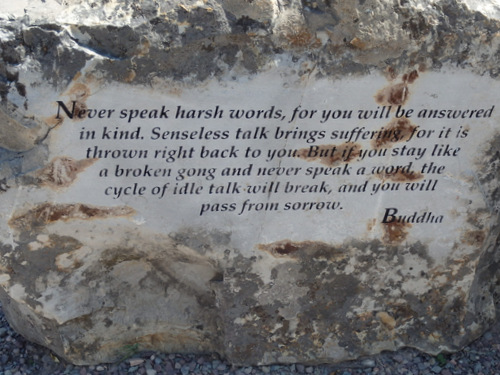 Never speak harsh words, for you will be answered
in kind. Senseless talk brings suffering, for it is
thrown right back to you. But if you stay like
a broken gong and never speak a word, the
cycle of idle talk will break, and you will
pass from sorrow.
Buddha